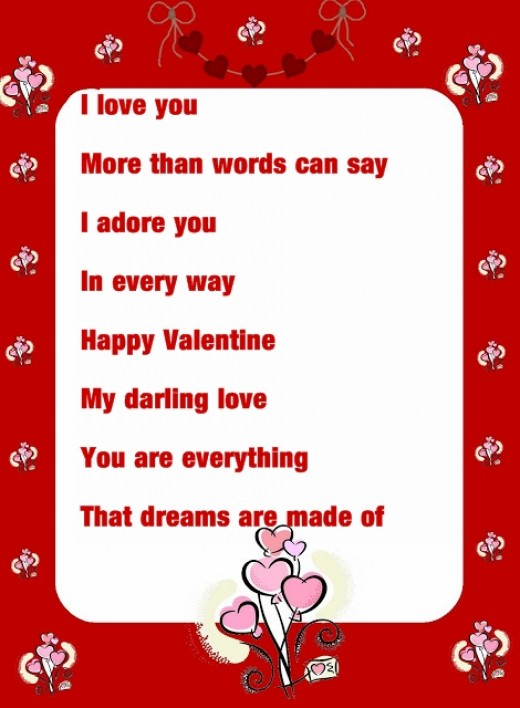 I love you
More than words can say
I adore you
In every way
Happy Valentine
My darling love
You are everything
That dreams are made of